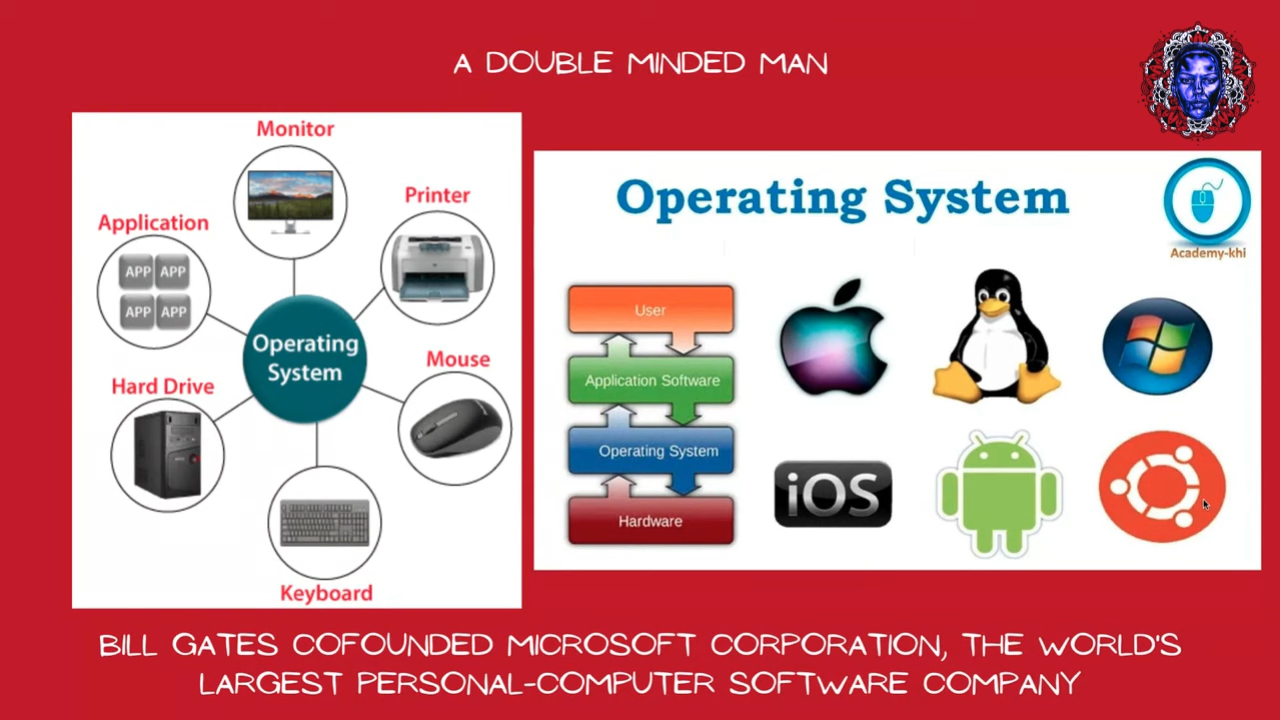 A DOUBLE MINDED MAN
Monitor
Printer
Application
APP APP
APP APP
Operating
System
Mouse
Hard Drive
Keyboard
Operating System
Academy-khi
User
Application Software
Operating System
Hardware
iOS
BILL GATES COFOUNDED MICROSOFT CORPORATION, THE WORLD'S
LARGEST PERSONAL-COMPUTER SOFTWARE COMPANY